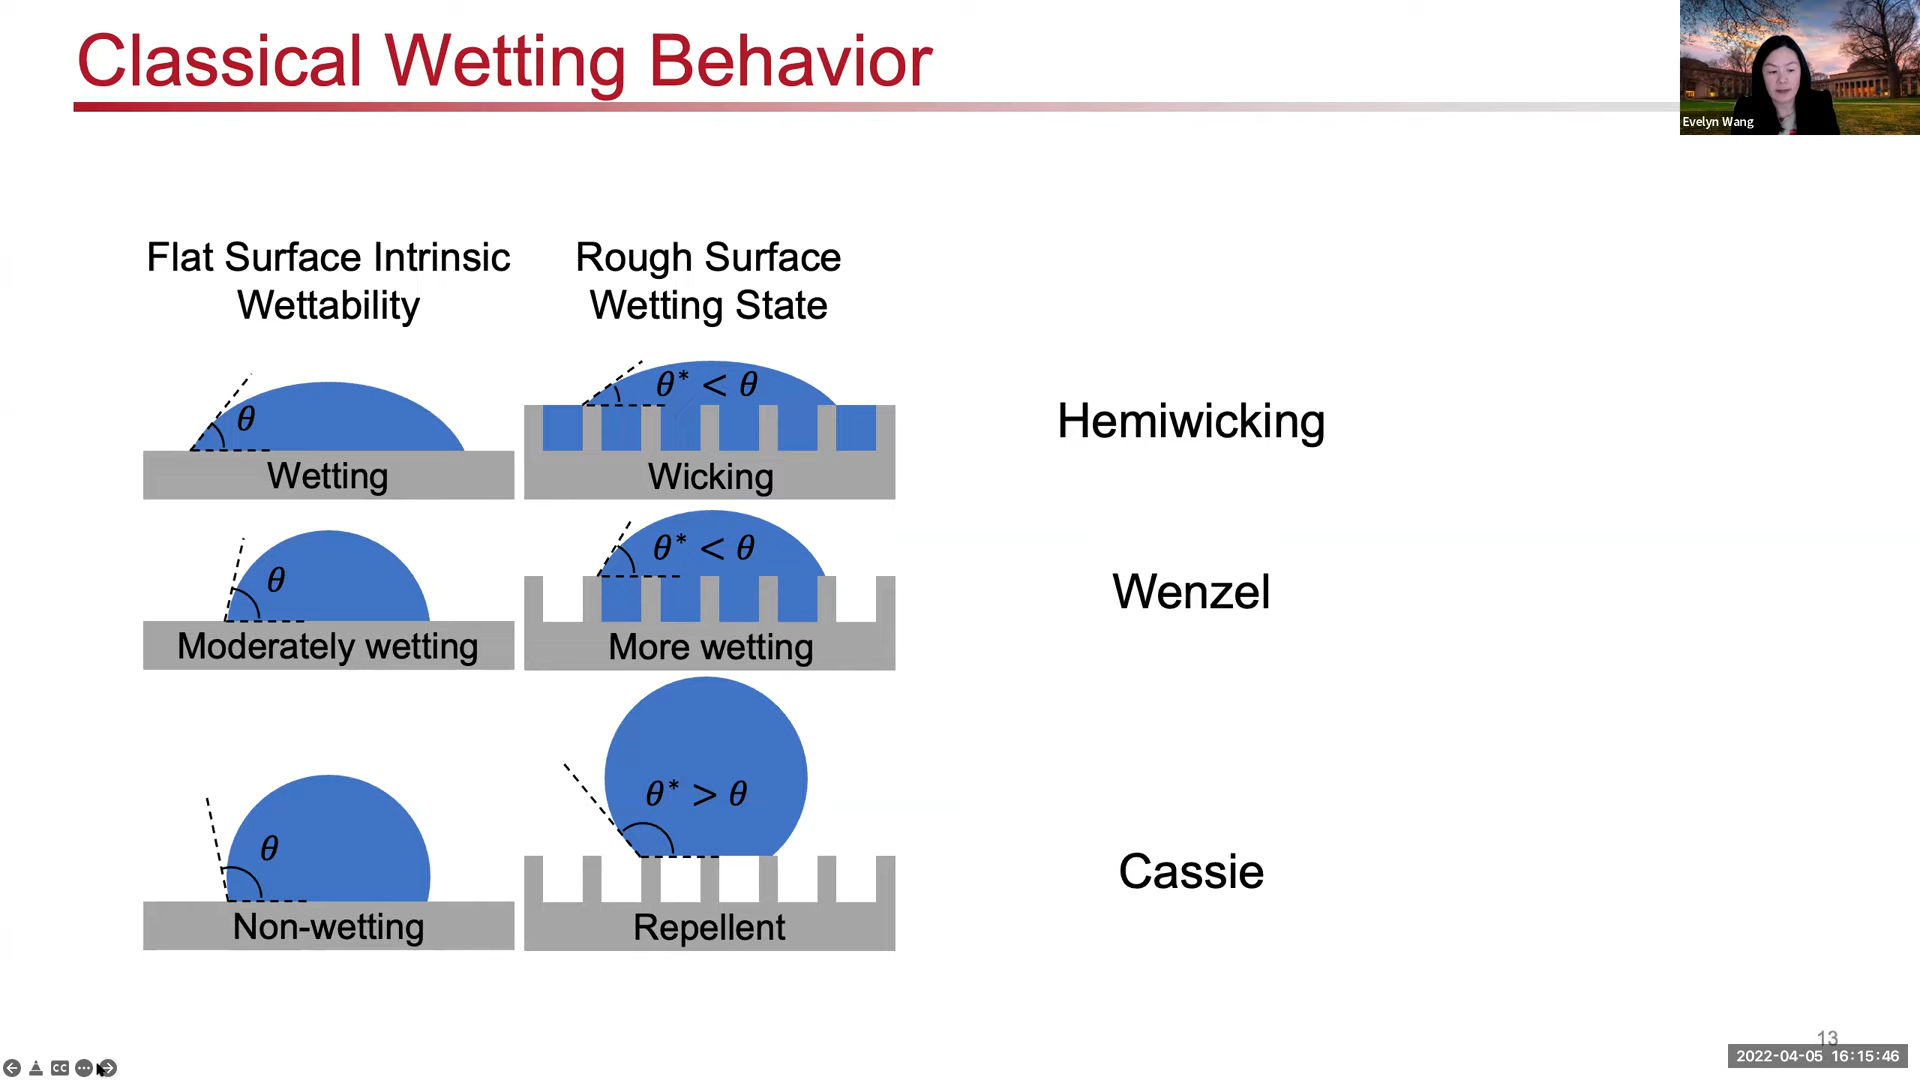 Classical Wetting Behavior
Evelyn Wang
Flat Surface Intrinsic
Wettability
Rough Surface
Wetting State
θ
θ* < θ
Hemiwicking
Wetting
Wicking
θ
θ* < θ
Wenzel
Moderately wetting
More wetting
θ
θ* > θ
Cassie
Non-wetting
Repellent
13
2022-04-05 16:15:46
CC